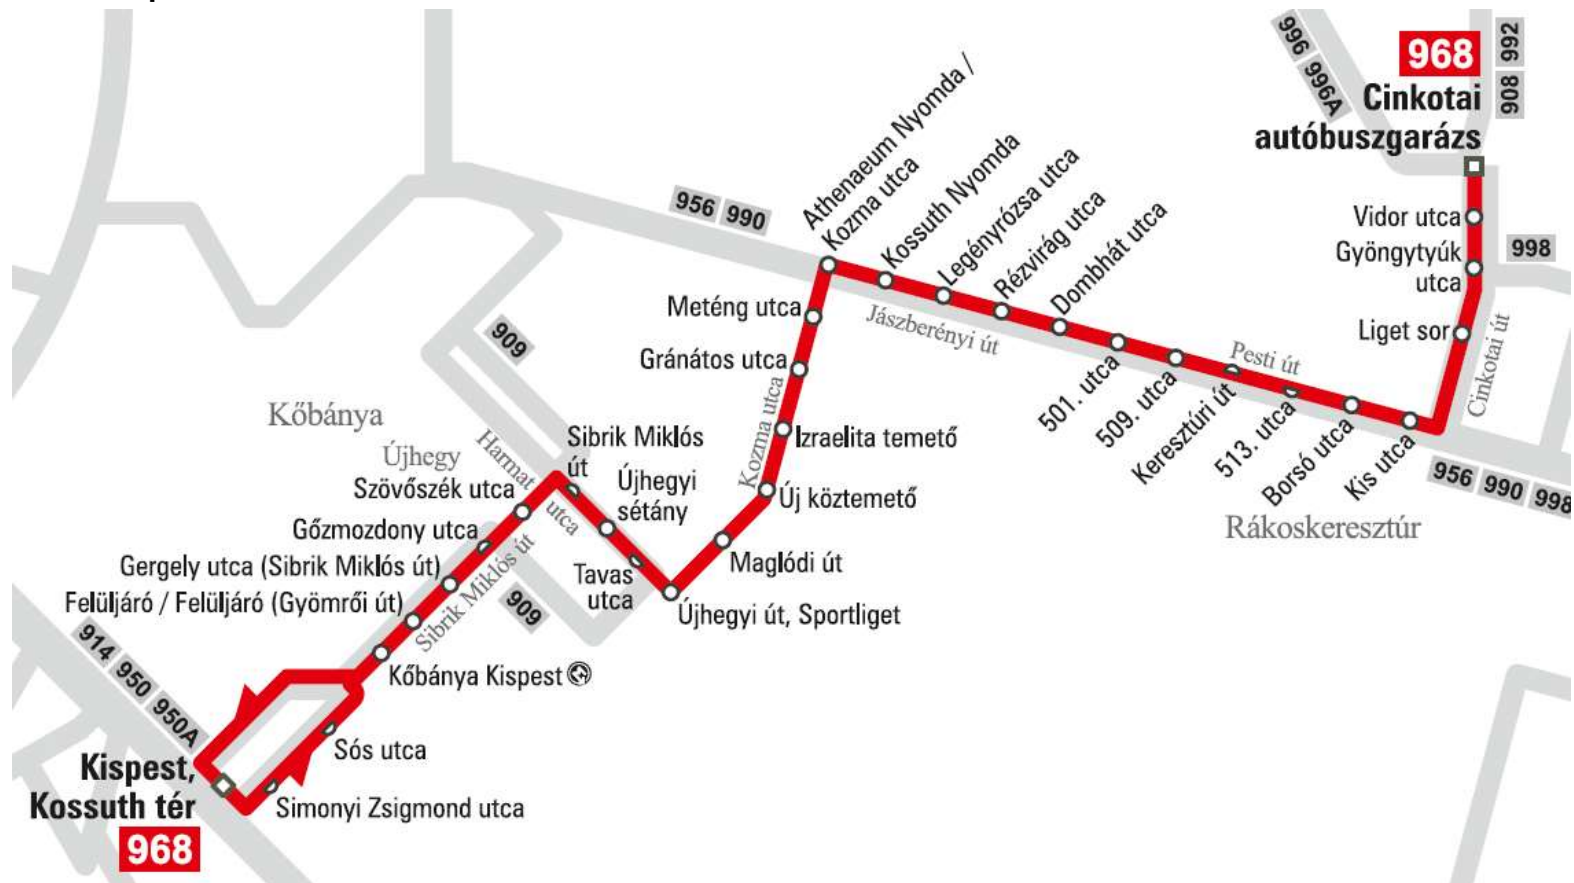 996 996A
968
908 992
Cinkotai
autóbuszgarázs
Vidor utca
Gyöngytyúk
utca
998
Liget sor
Cinkotai út
956 990
Athenaeum Nyomda /
Kozma utca
Kossuth Nyomda
Legényrózsa utca
Rézvirág utca
Dombhát utca
Jászberényi út
Pesti út
501. utca
509. utca
Keresztúri út
513. utca
Borsó utca
Kis utca
956 990 998
Rákoskeresztúr
Meténg utca
Gránátos utca
Kozma utca
Izraelita temető
Új köztemető
Maglódi út
Újhegyi út, Sportliget
909
Kőbánya
Újhegy
Harmat
utca
Sibrik Miklós
út
Újhegyi
sétány
Tavas
utca
909
Szövőszék utca
Gőzmozdony utca
Gergely utca (Sibrik Miklós út)
Felüljáró / Felüljáró (Gyömrői út)
Sibrik Miklós út
Kőbánya Kispest
914 950 950A
Sós utca
Simonyi Zsigmond utca
Kispest,
Kossuth tér
968